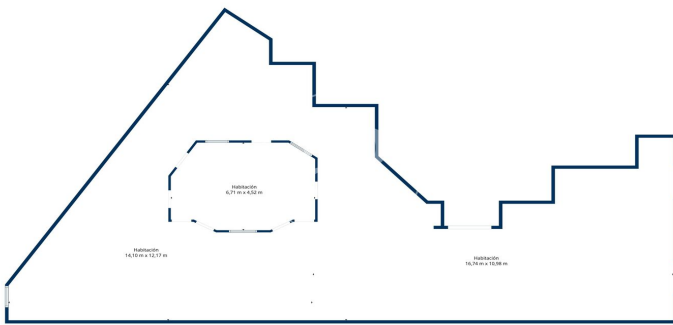 Habitación
6,71 m x 4,52 m
Habitación
14,10 m x 12,17 m
Habitación
16,74 m x 10,98 m